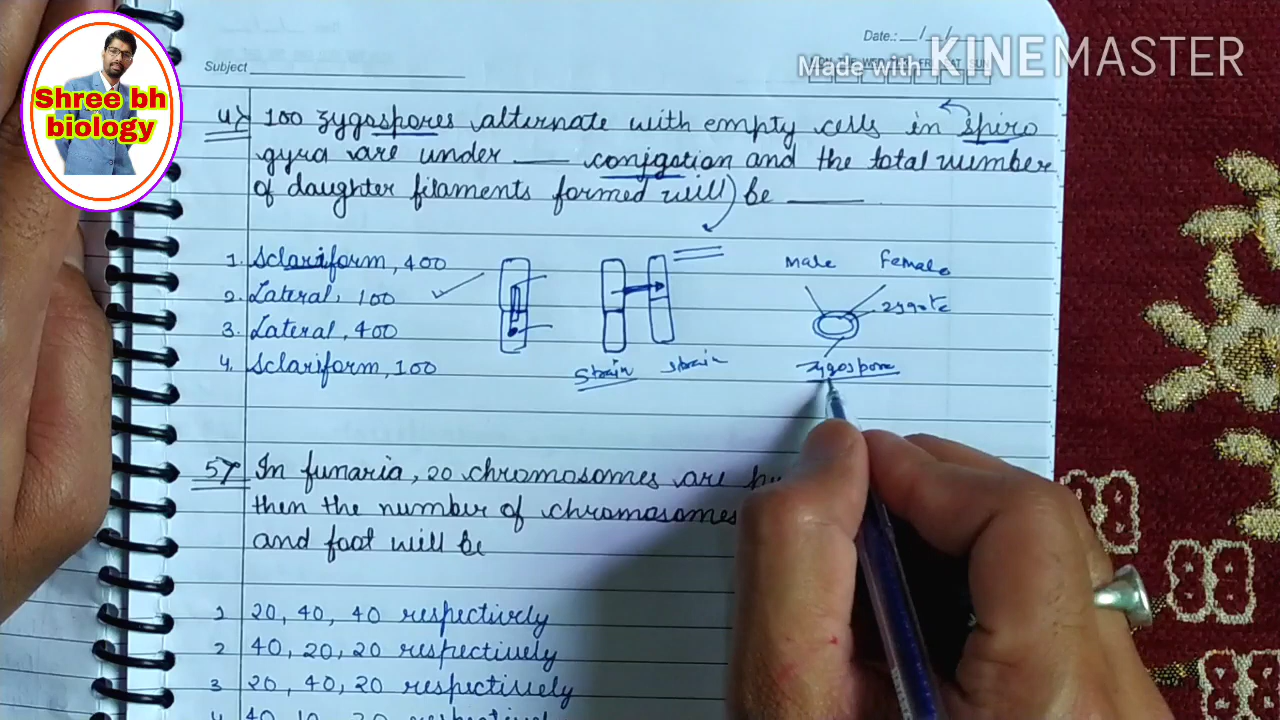 Shree bh
biology
Date.: __/__/
Subject
Made with KINEMASTER
4) 100 zygospores alternate with empty cells in spiro
gyra are under ___ conjgation and the total number
of daughter filaments formed will be ____
1. Sclariform, 400
2. Lateral, 100
3. Lateral, 400
4. Sclariform, 100
Male Female
zygote
strain strain
zygospore
5) In funaria, 20 chromosomes are
then the number of chromosomes
and foot will be
1 20, 40, 40 respectively
2 40, 20, 20 respectively
3 20, 40, 20 respectively